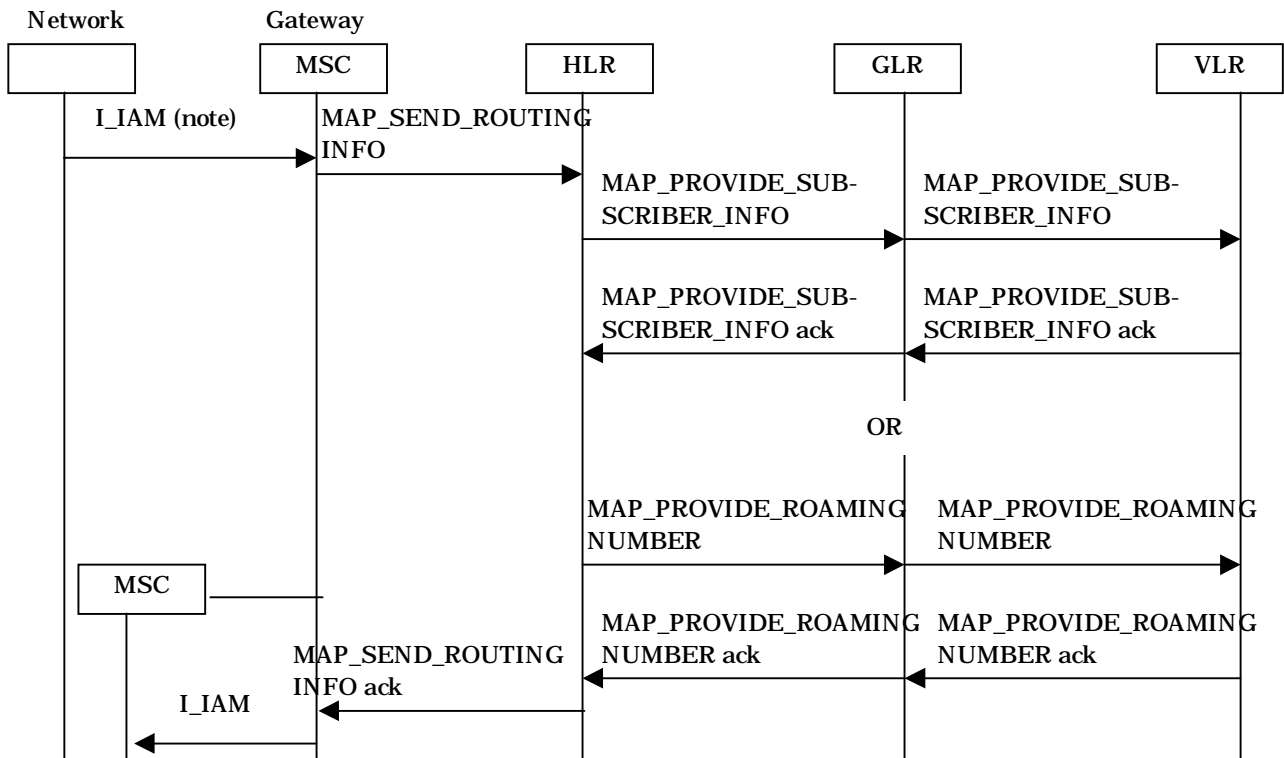 Network
Gateway
MSC
HLR
GLR
VLR
I_IAM (note)
MAP_SEND_ROUTING
INFO
MAP_PROVIDE_SUB-
SCRIBER_INFO
MAP_PROVIDE_SUB-
SCRIBER_INFO
MAP_PROVIDE_SUB-
SCRIBER_INFO ack
MAP_PROVIDE_SUB-
SCRIBER_INFO ack
OR
MAP_PROVIDE_ROAMING
NUMBER
MAP_PROVIDE_ROAMING
NUMBER
MSC
MAP_PROVIDE_ROAMING
NUMBER ack
MAP_PROVIDE_ROAMING
NUMBER ack
MAP_SEND_ROUTING
INFO ack
I_IAM